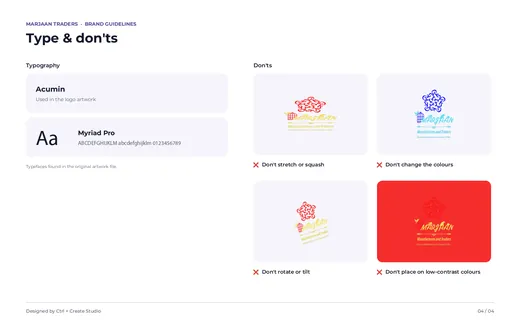 MARJAAN TRADERS - BRAND GUIDELINES
Type & don'ts
Typography
Acumin
Used in the logo artwork
Aa
Myriad Pro
ABCDEFGHIJKLM abcdefghijklm 0123456789
Typefaces found in the original artwork file.
Don'ts
Don't stretch or squash
Don't change the colours
Don't rotate or tilt
MARJAAN
Don't place on low-contrast colours
Designed by Ctrl + Create Studio
04 / 04